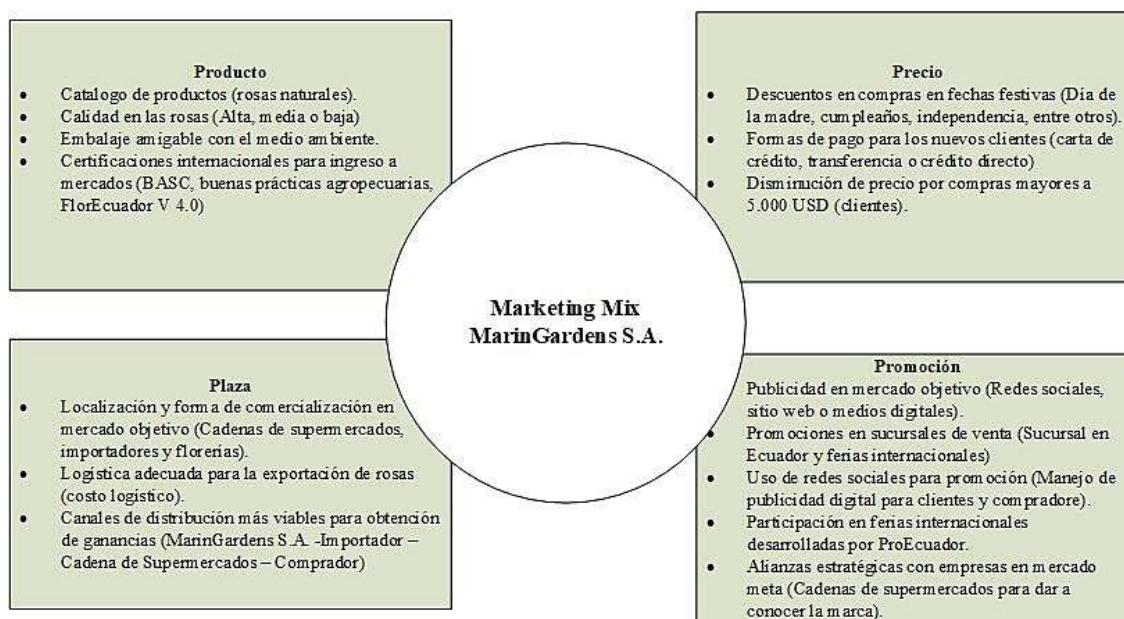 Producto
• Catalogo de productos (rosas naturales).
• Calidad en las rosas (Alta, media o baja)
• Embalaje amigable con el medio ambiente.
• Certificaciones internacionales para ingreso a
mercados (BASC, buenas prácticas agropecuarias,
FlorEcuador V 4.0)
Precio
• Descuentos en compras en fechas festivas (Día de
la madre, cumpleaños, independencia, entre otros).
• Formas de pago para los nuevos clientes (carta de
crédito, transferencia o crédito directo)
• Disminución de precio por compras mayores a
5.000 USD (clientes).
Marketing Mix
MarinGardens S.A.
Plaza
• Localización y forma de comercialización en
mercado objetivo (Cadenas de supermercados,
importadores y florerías).
• Logística adecuada para la exportación de rosas
(costo logístico).
• Canales de distribución más viables para obtención
de ganancias (MarinGardens S.A. -Importador –
Cadena de Supermercados – Comprador)
Promoción
Publicidad en mercado objetivo (Redes sociales,
sitio web o medios digitales).
• Promociones en sucursales de venta (Sucursal en
Ecuador y ferias internacionales)
• Uso de redes sociales para promoción (Manejo de
publicidad digital para clientes y compradore).
• Participación en ferias internacionales
desarrolladas por ProEcuador.
• Alianzas estratégicas con empresas en mercado
meta (Cadenas de supermercados para dar a
conocer la marca).